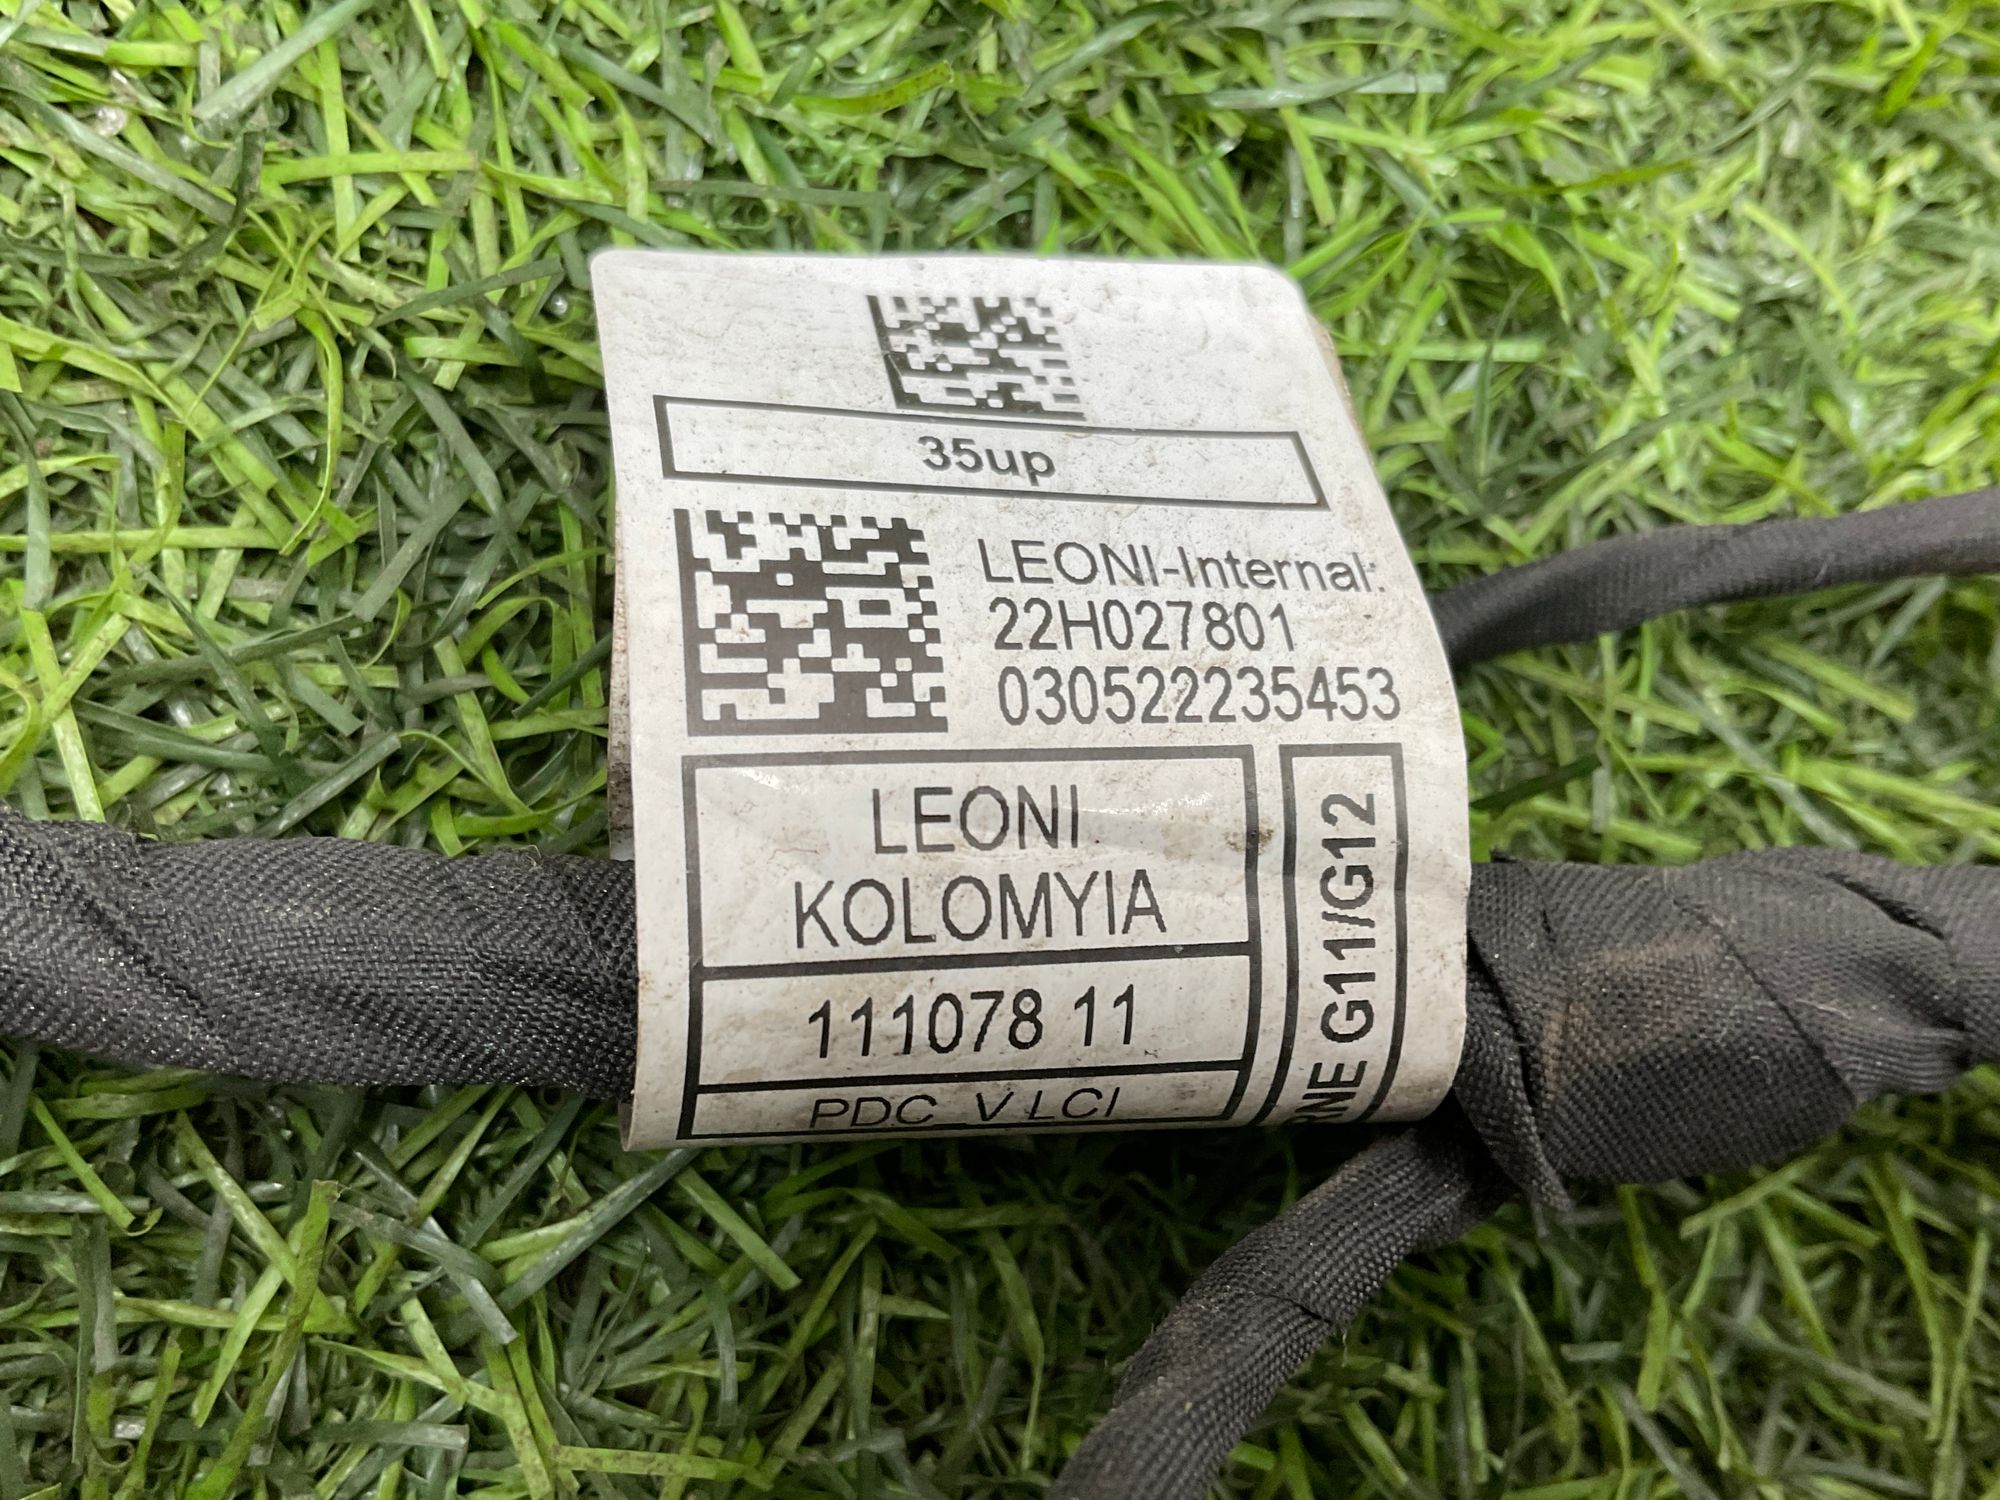 35up
LEONI-Internal:
22H027801
030522235453
LEONI
KOLOMYIA
111078 11
PDC V LCI
G11/G12